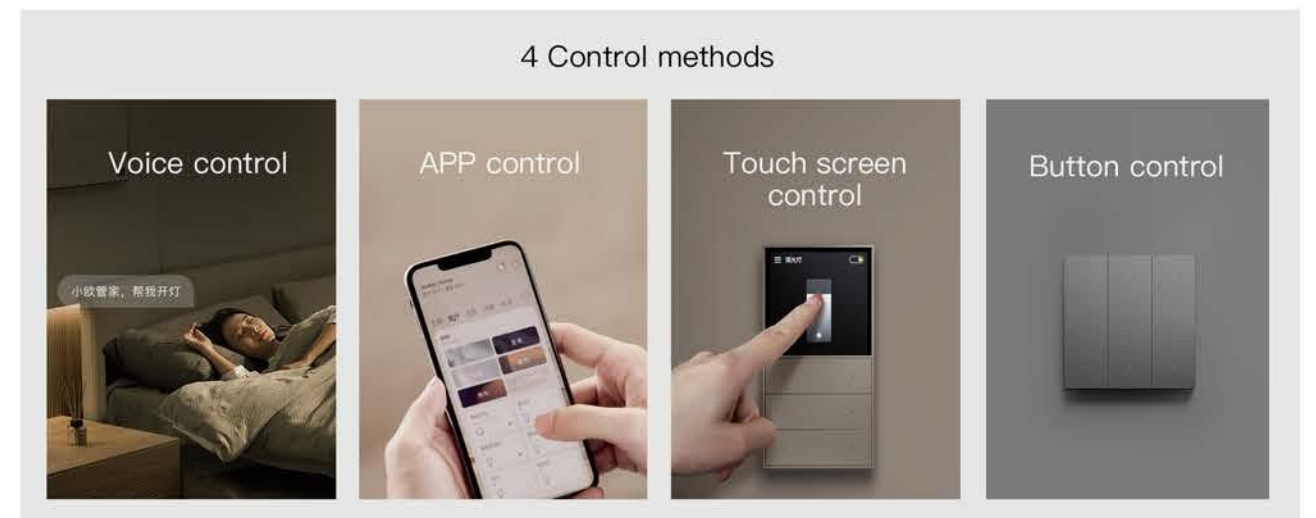 4 Control methods
Voice control
小欧管家，帮我开灯
APP control
Touch screen
control
Button control